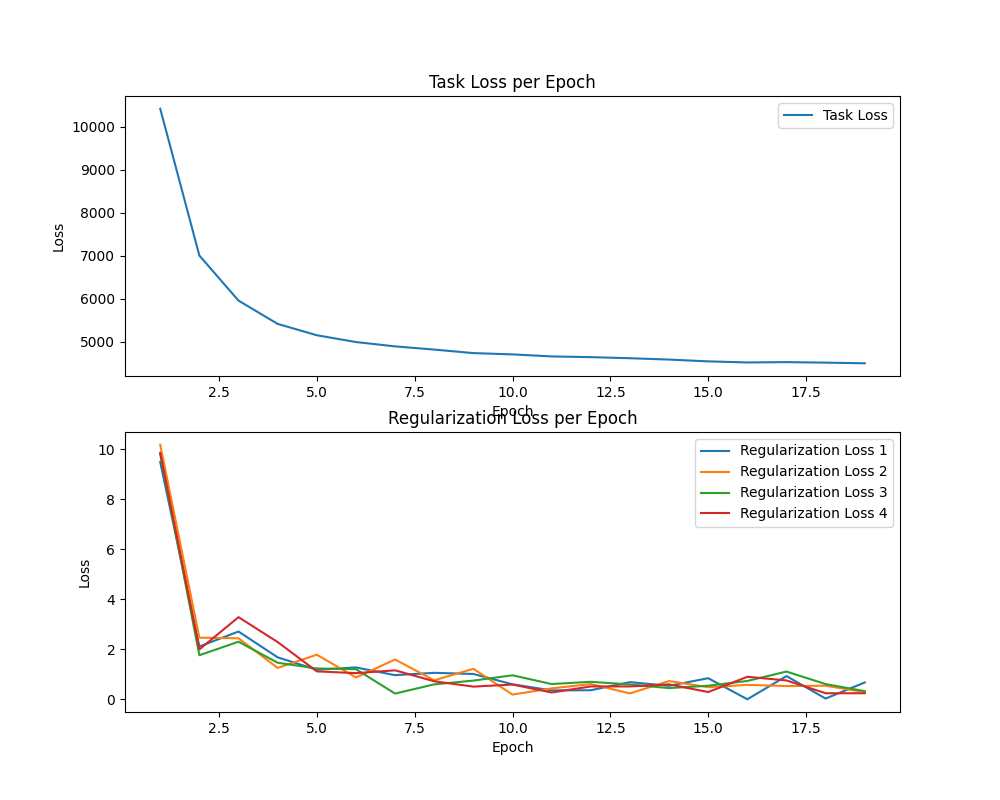 Task Loss per Epoch
Task Loss
10000
9000
8000
7000
6000
5000
Loss
2.5 5.0 7.5 10.0 12.5 15.0 17.5
Epoch
Regularization Loss per Epoch
Regularization Loss 1
Regularization Loss 2
Regularization Loss 3
Regularization Loss 4
10
8
6
4
2
0
Loss
2.5 5.0 7.5 10.0 12.5 15.0 17.5
Epoch